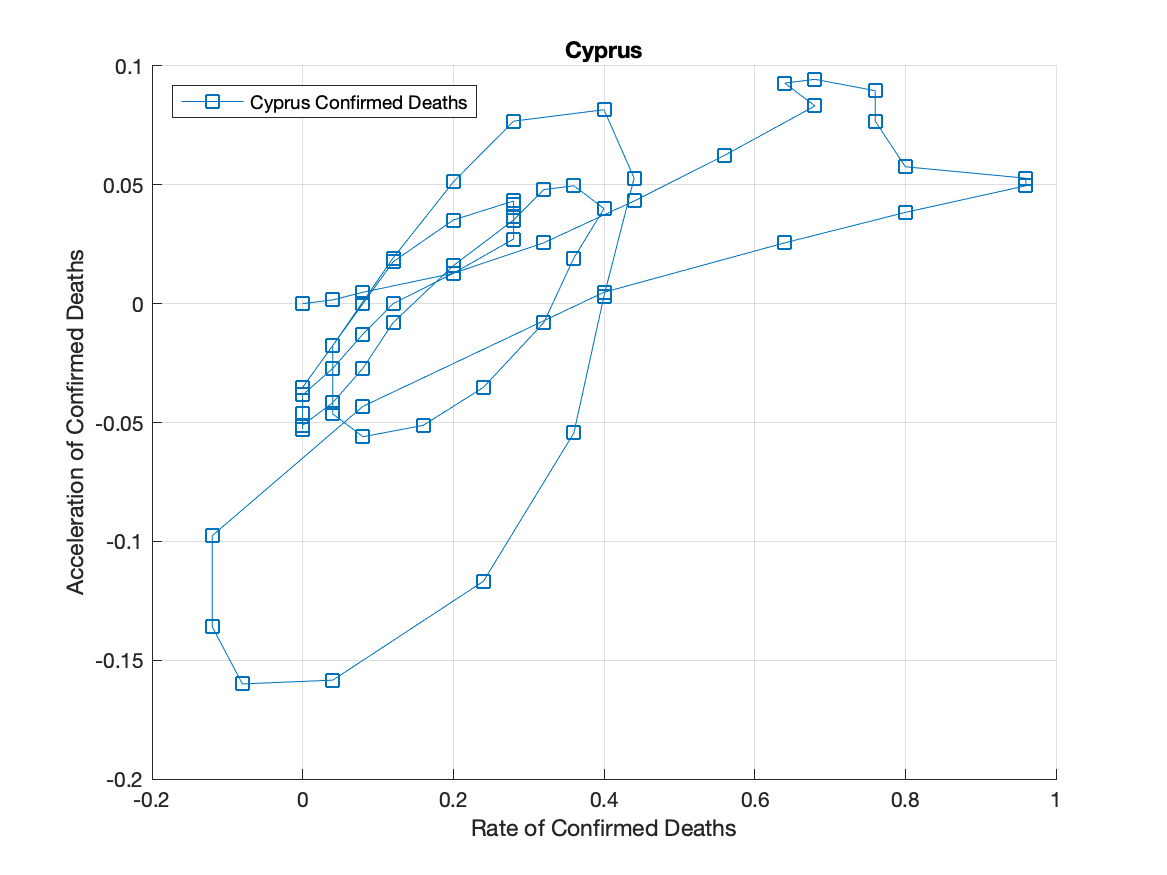 Cyprus
Cyprus Confirmed Deaths
0.1
0.05
0
-0.05
-0.1
-0.15
-0.2
Acceleration of Confirmed Deaths
-0.2 0 0.2 0.4 0.6 0.8 1
Rate of Confirmed Deaths